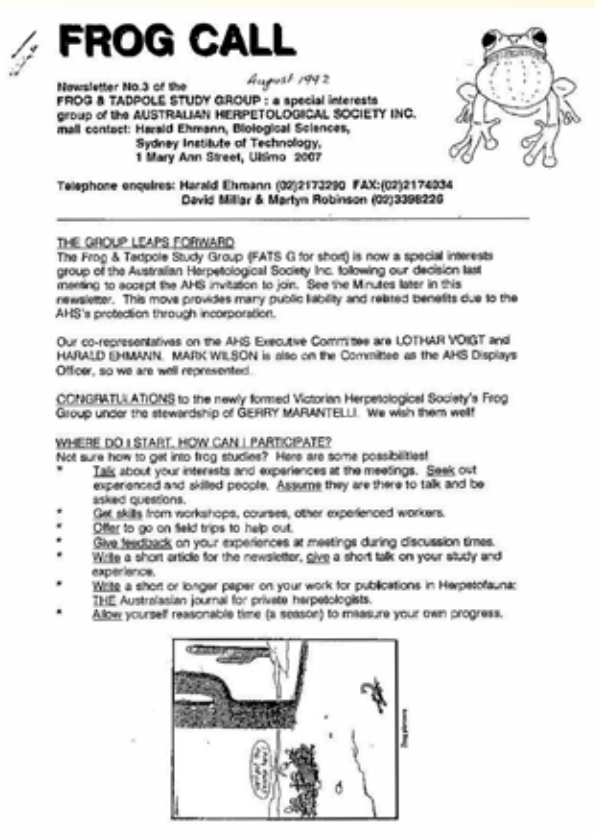 FROG CALL
August 1992
Newsletter No.3 of the
FROG & TADPOLE STUDY GROUP : a special interests
group of the AUSTRALIAN HERPETOLOGICAL SOCIETY INC.
mail contact: Harald Ehmann, Biological Sciences,
Sydney Institute of Technology,
1 Mary Ann Street, Ultimo 2007
Telephone enquires: Harald Ehmann (02)2173290 FAX:(02)2174034
David Millar & Martyn Robinson (02)3398226
THE GROUP LEAPS FORWARD
The Frog & Tadpole Study Group (FATS G for short) is now a special interests
group of the Australian Herpetological Society Inc. following our decision last
meeting to accept the AHS invitation to join. See the Minutes later in this
newsletter. This move provides many public liability and related benefits due to the
AHS's protection through incorporation.
Our co-representatives on the AHS Executive Committee are LOTHAR VOIGT and
HARALD EHMANN. MARK WILSON is also on the Committee as the AHS Displays
Officer, so we are well represented.
CONGRATULATIONS to the newly formed Victorian Herpetological Society's Frog
Group under the stewardship of GERRY MARANTELLI. We wish them well!
WHERE DO I START, HOW CAN I PARTICIPATE?
Not sure how to get into frog studies? Here are some possibilities!
* Talk about your interests and experiences at the meetings. Seek out
experienced and skilled people. Assume they are there to talk and be
asked questions.
* Get skills from workshops, courses, other experienced workers.
* Offer to go on field trips to help out.
* Give feedback on your experiences at meetings during discussion times.
* Write a short article for the newsletter, give a short talk on your study and
experience.
* Write a short or longer paper on your work for publications in Herpetofauna:
THE Australasian journal for private herpetologists.
* Allow yourself reasonable time (a season) to measure your own progress.